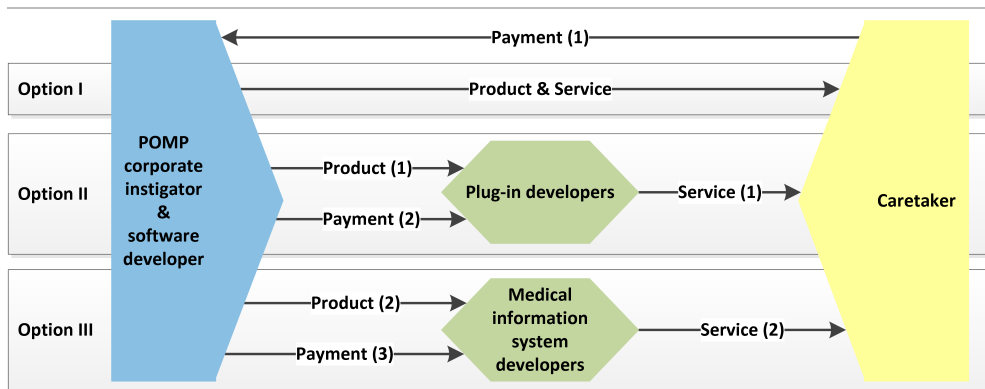 Payment (1)
Option I
Product & Service
POMP
corporate
instigator
&
software
developer
Option II
Product (1)
Payment (2)
Plug-in developers
Service (1)
Caretaker
Option III
Product (2)
Payment (3)
Medical
information
system
developers
Service (2)